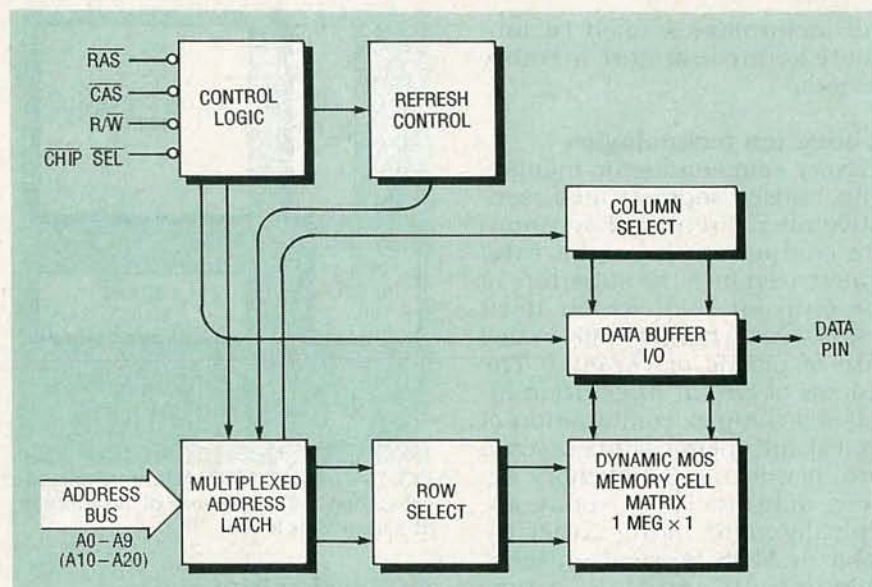 RAS
CAS
R/W
CHIP SEL
CONTROL
LOGIC
REFRESH
CONTROL
COLUMN
SELECT
DATA BUFFER
I/O
DATA
PIN
ADDRESS
BUS
A0–A9
(A10–A20)
MULTIPLEXED
ADDRESS
LATCH
ROW
SELECT
DYNAMIC MOS
MEMORY CELL
MATRIX
1 MEG × 1